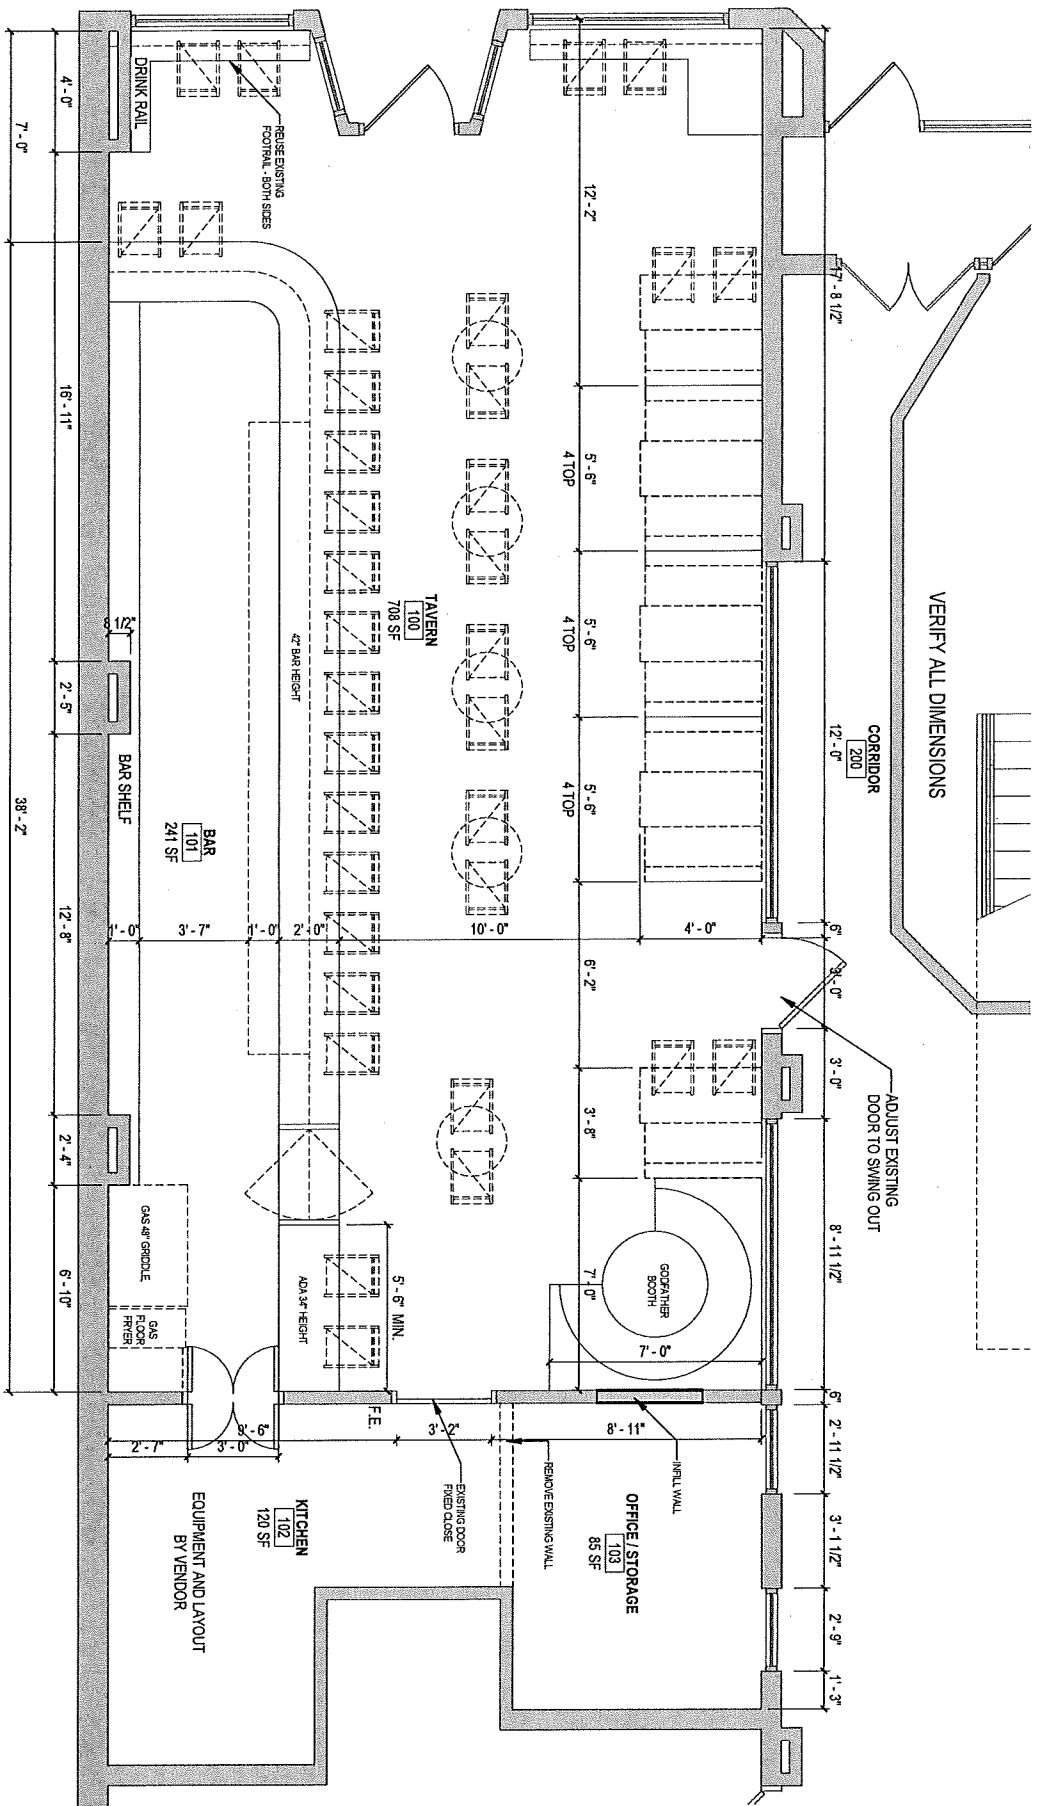 VERIFY ALL DIMENSIONS
CORRIDOR
200
ADJUST EXISTING
DOOR TO SWING OUT
17' - 8 1/2"
12' - 0"
6"
3' - 0"
3' - 0"
8' - 11 1/2"
6"
2' - 11 1/2"
3' - 1 1/2"
2' - 9"
1' - 3"
12' - 2"
5' - 6"
4 TOP
5' - 6"
4 TOP
5' - 6"
4 TOP
6' - 2"
3' - 8"
7' - 0"
7' - 0"
GODFATHER
BOOTH
4' - 0"
10' - 0"
2' - 0"
1' - 0"
3' - 7"
1' - 0"
8' - 11"
3' - 2"
9' - 6"
3' - 0"
2' - 7"
INFILL WALL
REMOVE EXISTING WALL
OFFICE / STORAGE
103
85 SF
EXISTING DOOR
FIXED CLOSE
F.E.
5' - 6" MIN.
ADA 34" HEIGHT
KITCHEN
102
120 SF
EQUIPMENT AND LAYOUT
BY VENDOR
TAVERN
100
708 SF
42" BAR HEIGHT
BAR
101
241 SF
BAR SHELF
GAS 48" GRIDDLE
GAS
FLOOR
FRYER
REUSE EXISTING
FOOTRAIL - BOTH SIDES
DRINK RAIL
8 1/2"
4' - 0"
16' - 11"
2' - 5"
12' - 8"
2' - 4"
6' - 10"
7' - 0"
38' - 2"